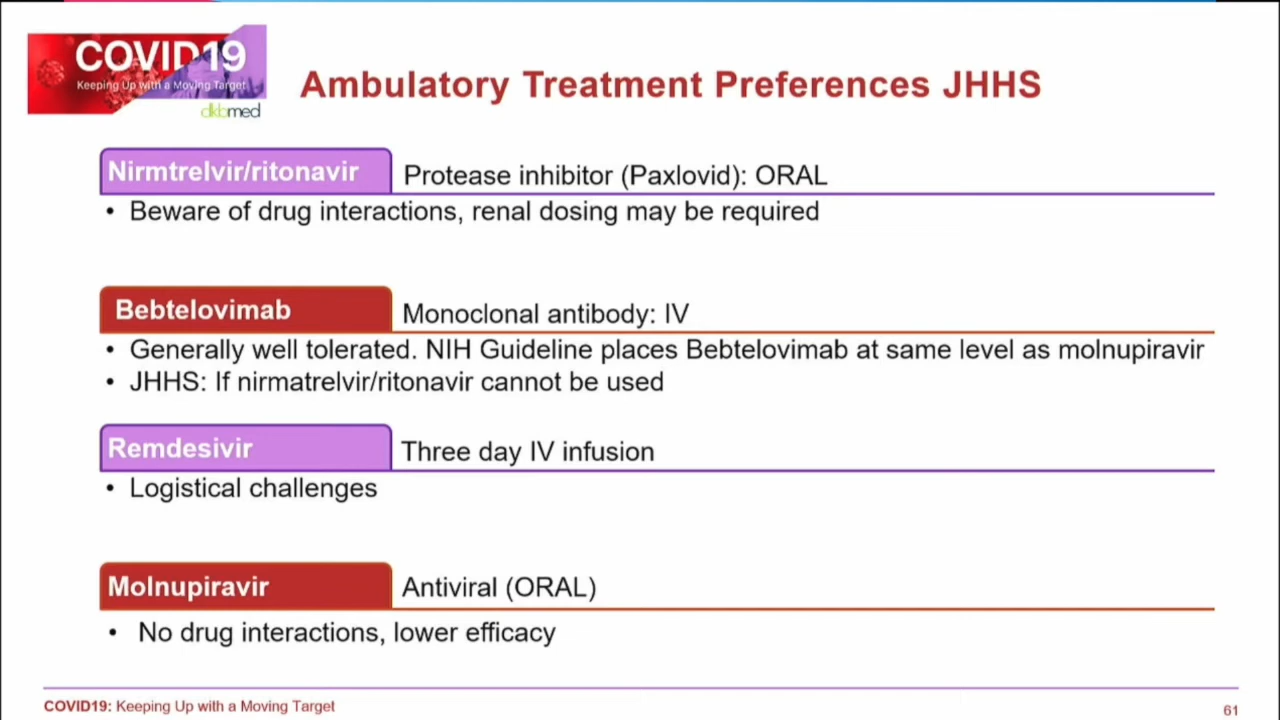 COVID19
Keeping Up with a Moving Target
dkbmed
Ambulatory Treatment Preferences JHHS
Nirmtrelvir/ritonavir Protease inhibitor (Paxlovid): ORAL
• Beware of drug interactions, renal dosing may be required
Bebtelovimab Monoclonal antibody: IV
• Generally well tolerated. NIH Guideline places Bebtelovimab at same level as molnupiravir
• JHHS: If nirmatrelvir/ritonavir cannot be used
Remdesivir Three day IV infusion
• Logistical challenges
Molnupiravir Antiviral (ORAL)
• No drug interactions, lower efficacy
COVID19: Keeping Up with a Moving Target
61